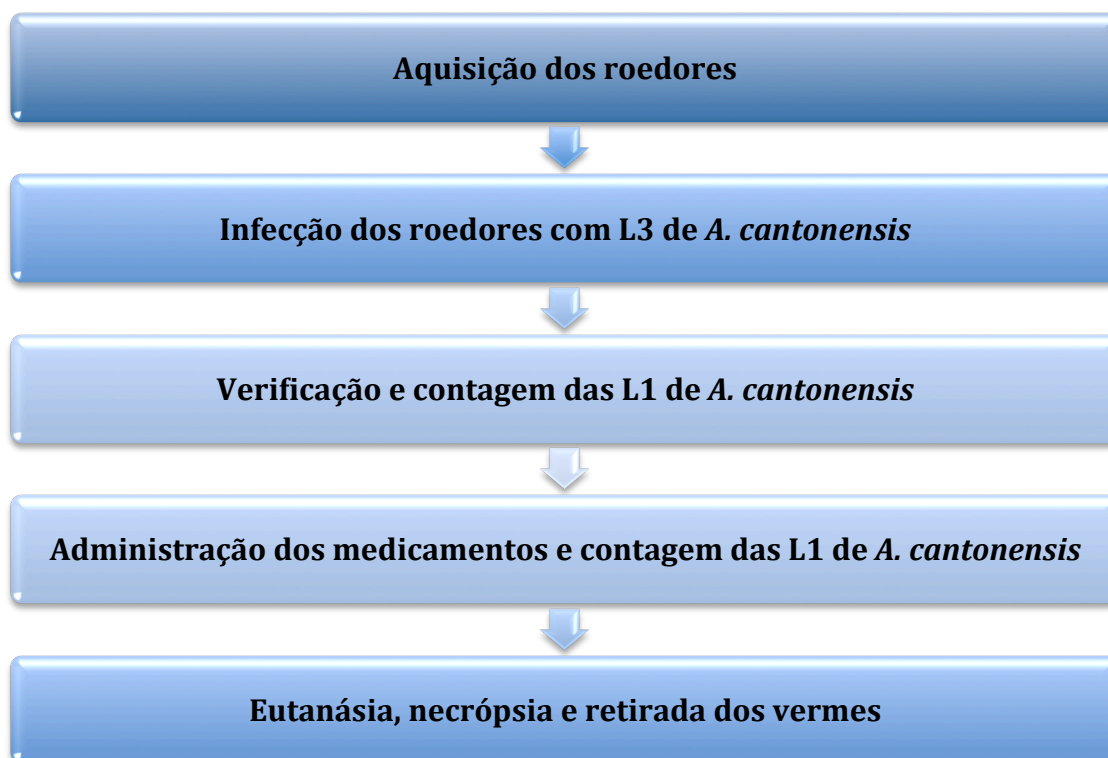 Aquisição dos roedores
Infecção dos roedores com L3 de A. cantonensis
Verificação e contagem das L1 de A. cantonensis
Administração dos medicamentos e contagem das L1 de A. cantonensis
Eutanásia, necrópsia e retirada dos vermes